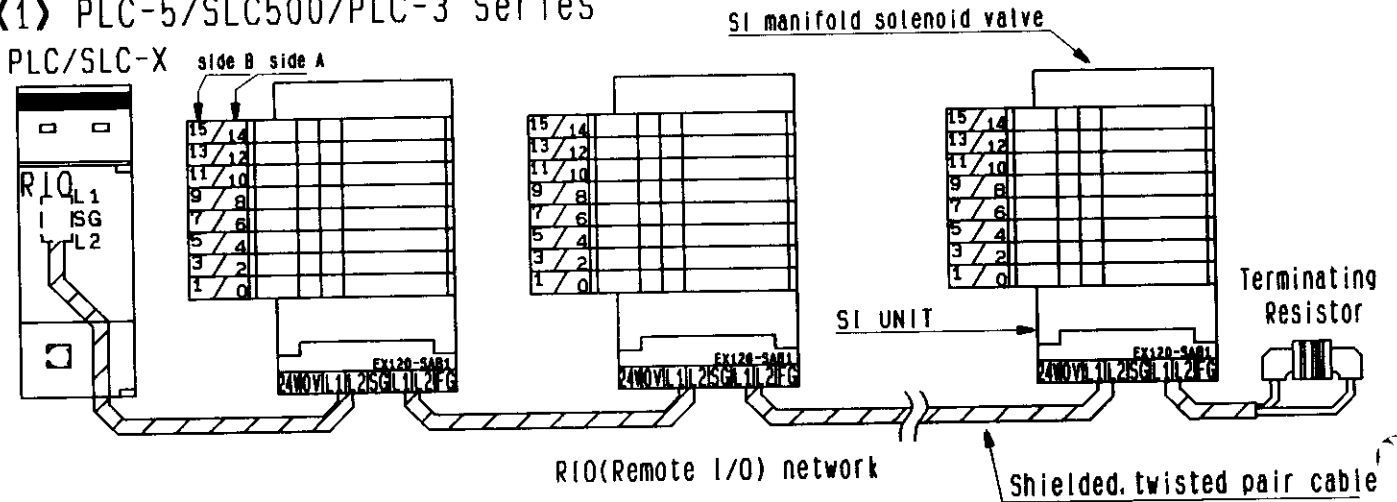 (1) PLC-5/SLC500/PLC-3 Series
SI manifold solenoid valve
PLC/SLC-X
side B side A
RIO
L1
SG
L2
15/14
13/12
11/10
9/8
7/6
5/4
3/2
1/0
15/14
13/12
11/10
9/8
7/6
5/4
3/2
1/0
15/14
13/12
11/10
9/8
7/6
5/4
3/2
1/0
Terminating
Resistor
SI UNIT
EX120-SAB1
24V 0V L1 L2 SG L1 L2 FG
EX120-SAB1
24V 0V L1 L2 SG L1 L2 FG
EX120-SAB1
24V 0V L1 L2 SG L1 L2 FG
RIO(Remote I/O) network
Shielded. twisted pair cable